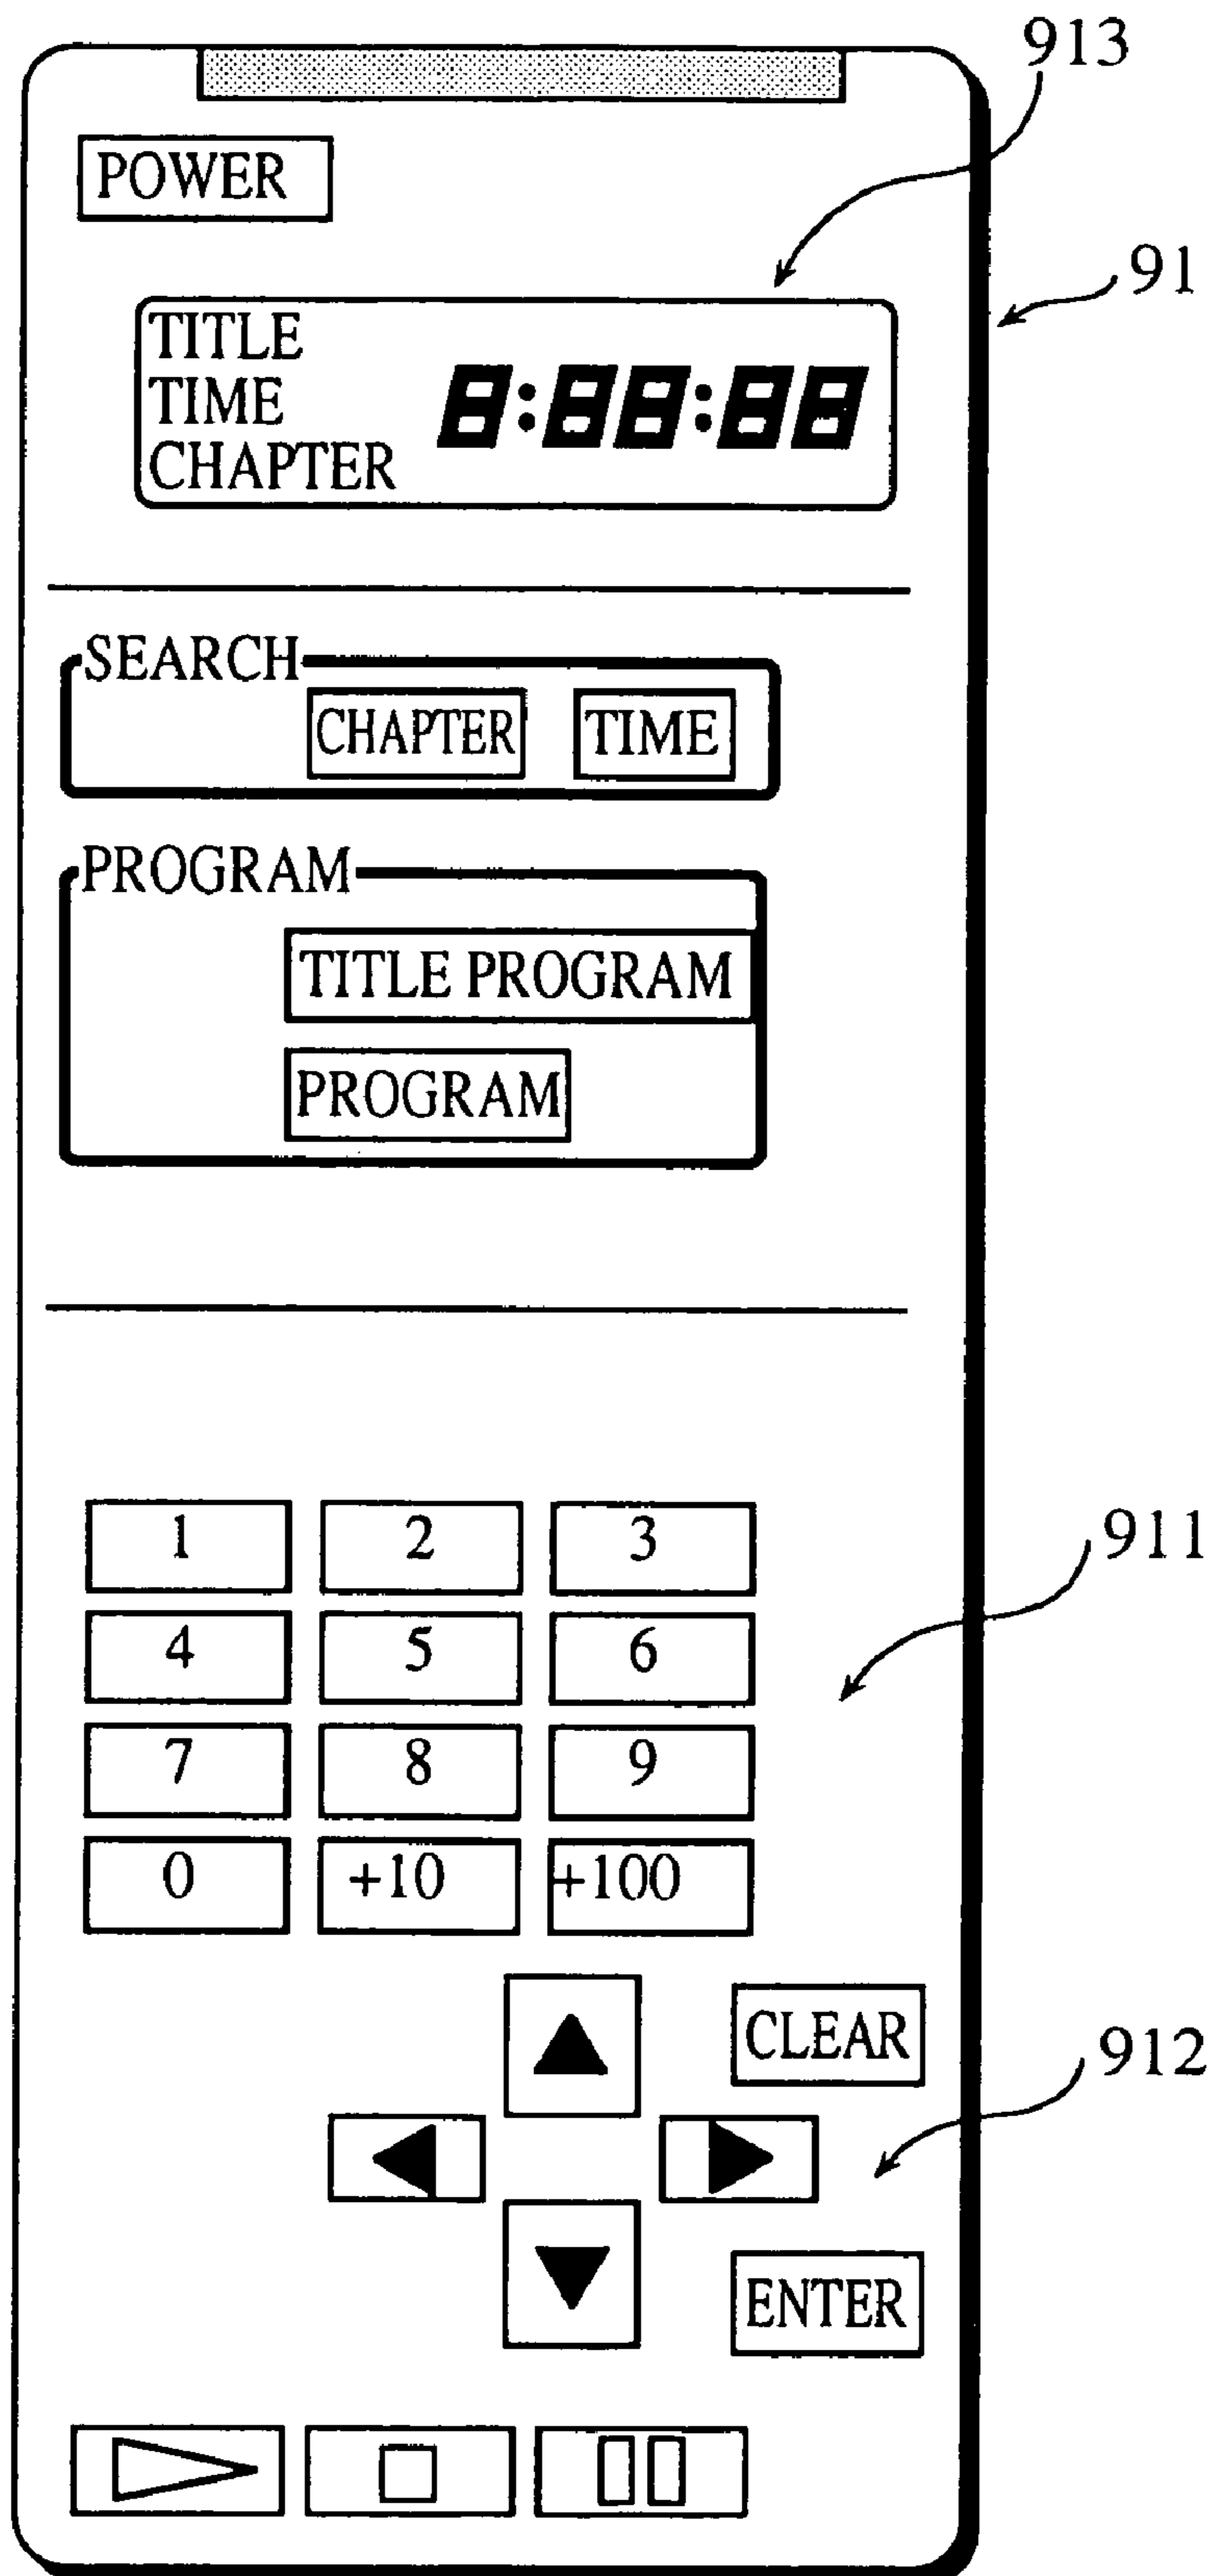 913
POWER
91
TITLE
TIME
CHAPTER
8:88:88
SEARCH
CHAPTER TIME
PROGRAM
TITLE PROGRAM
PROGRAM
1 2 3
911
4 5 6
7 8 9
0 +10 +100
CLEAR
912
ENTER